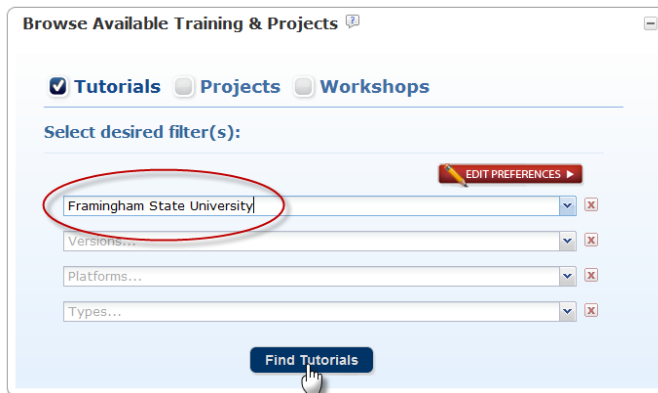 Browse Available Training & Projects
Tutorials Projects Workshops
Select desired filter(s):
EDIT PREFERENCES
Framingham State University
Versions...
Platforms...
Types...
Find Tutorials